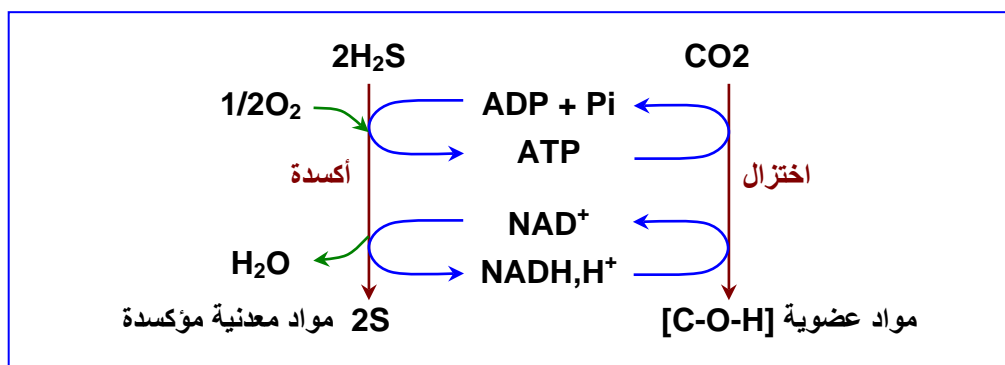 2H₂S CO2
1/2O₂ ADP + Pi
ATP
أكسدة اختزال
NAD⁺
H₂O NADH,H⁺
مواد معدنية مؤكسدة 2S مواد عضوية [C-O-H]